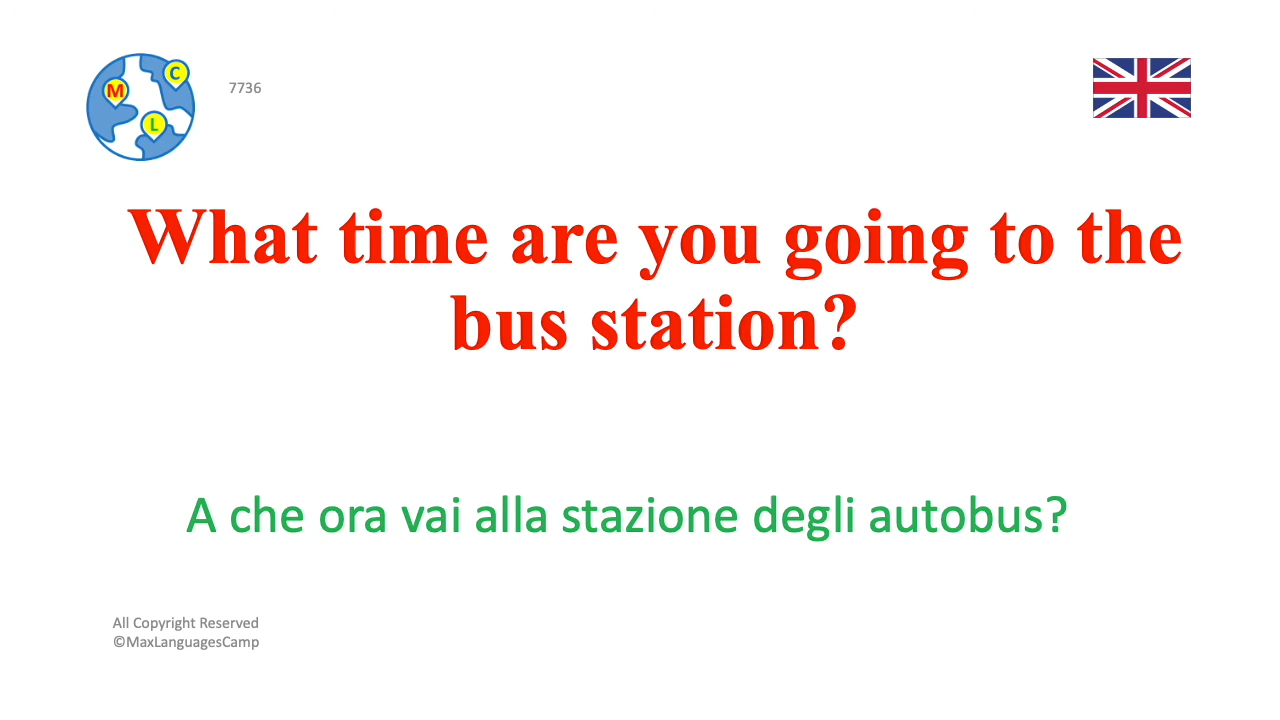 C
M
L
7736
What time are you going to the
bus station?
A che ora vai alla stazione degli autobus?
All Copyright Reserved
©MaxLanguagesCamp